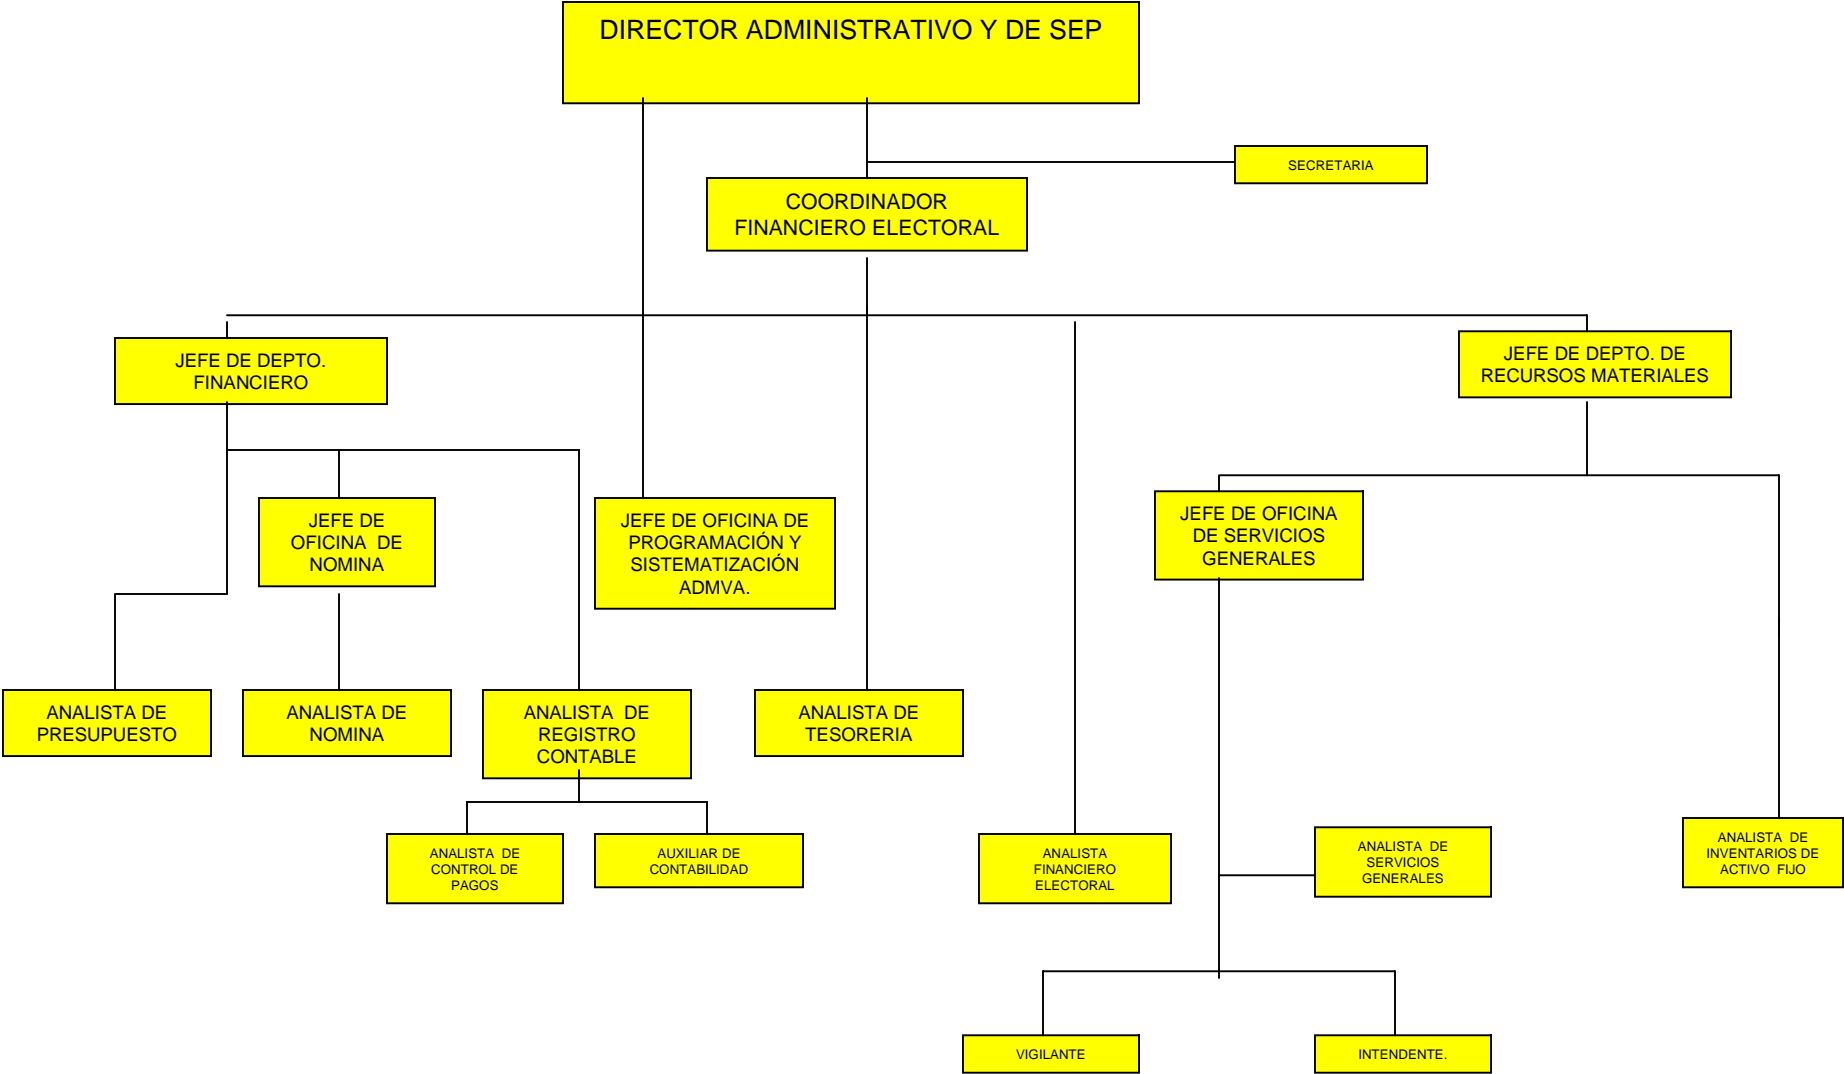 DIRECTOR ADMINISTRATIVO Y DE SEP
SECRETARIA
COORDINADOR
FINANCIERO ELECTORAL
JEFE DE DEPTO.
FINANCIERO
JEFE DE DEPTO. DE
RECURSOS MATERIALES
JEFE DE
OFICINA DE
NOMINA
JEFE DE OFICINA DE
PROGRAMACIÓN Y
SISTEMATIZACIÓN
ADMVA.
JEFE DE OFICINA
DE SERVICIOS
GENERALES
ANALISTA DE
PRESUPUESTO
ANALISTA DE
NOMINA
ANALISTA DE
REGISTRO
CONTABLE
ANALISTA DE
TESORERIA
ANALISTA DE
CONTROL DE
PAGOS
AUXILIAR DE
CONTABILIDAD
ANALISTA
FINANCIERO
ELECTORAL
ANALISTA DE
SERVICIOS
GENERALES
ANALISTA DE
INVENTARIOS DE
ACTIVO FIJO
VIGILANTE
INTENDENTE.